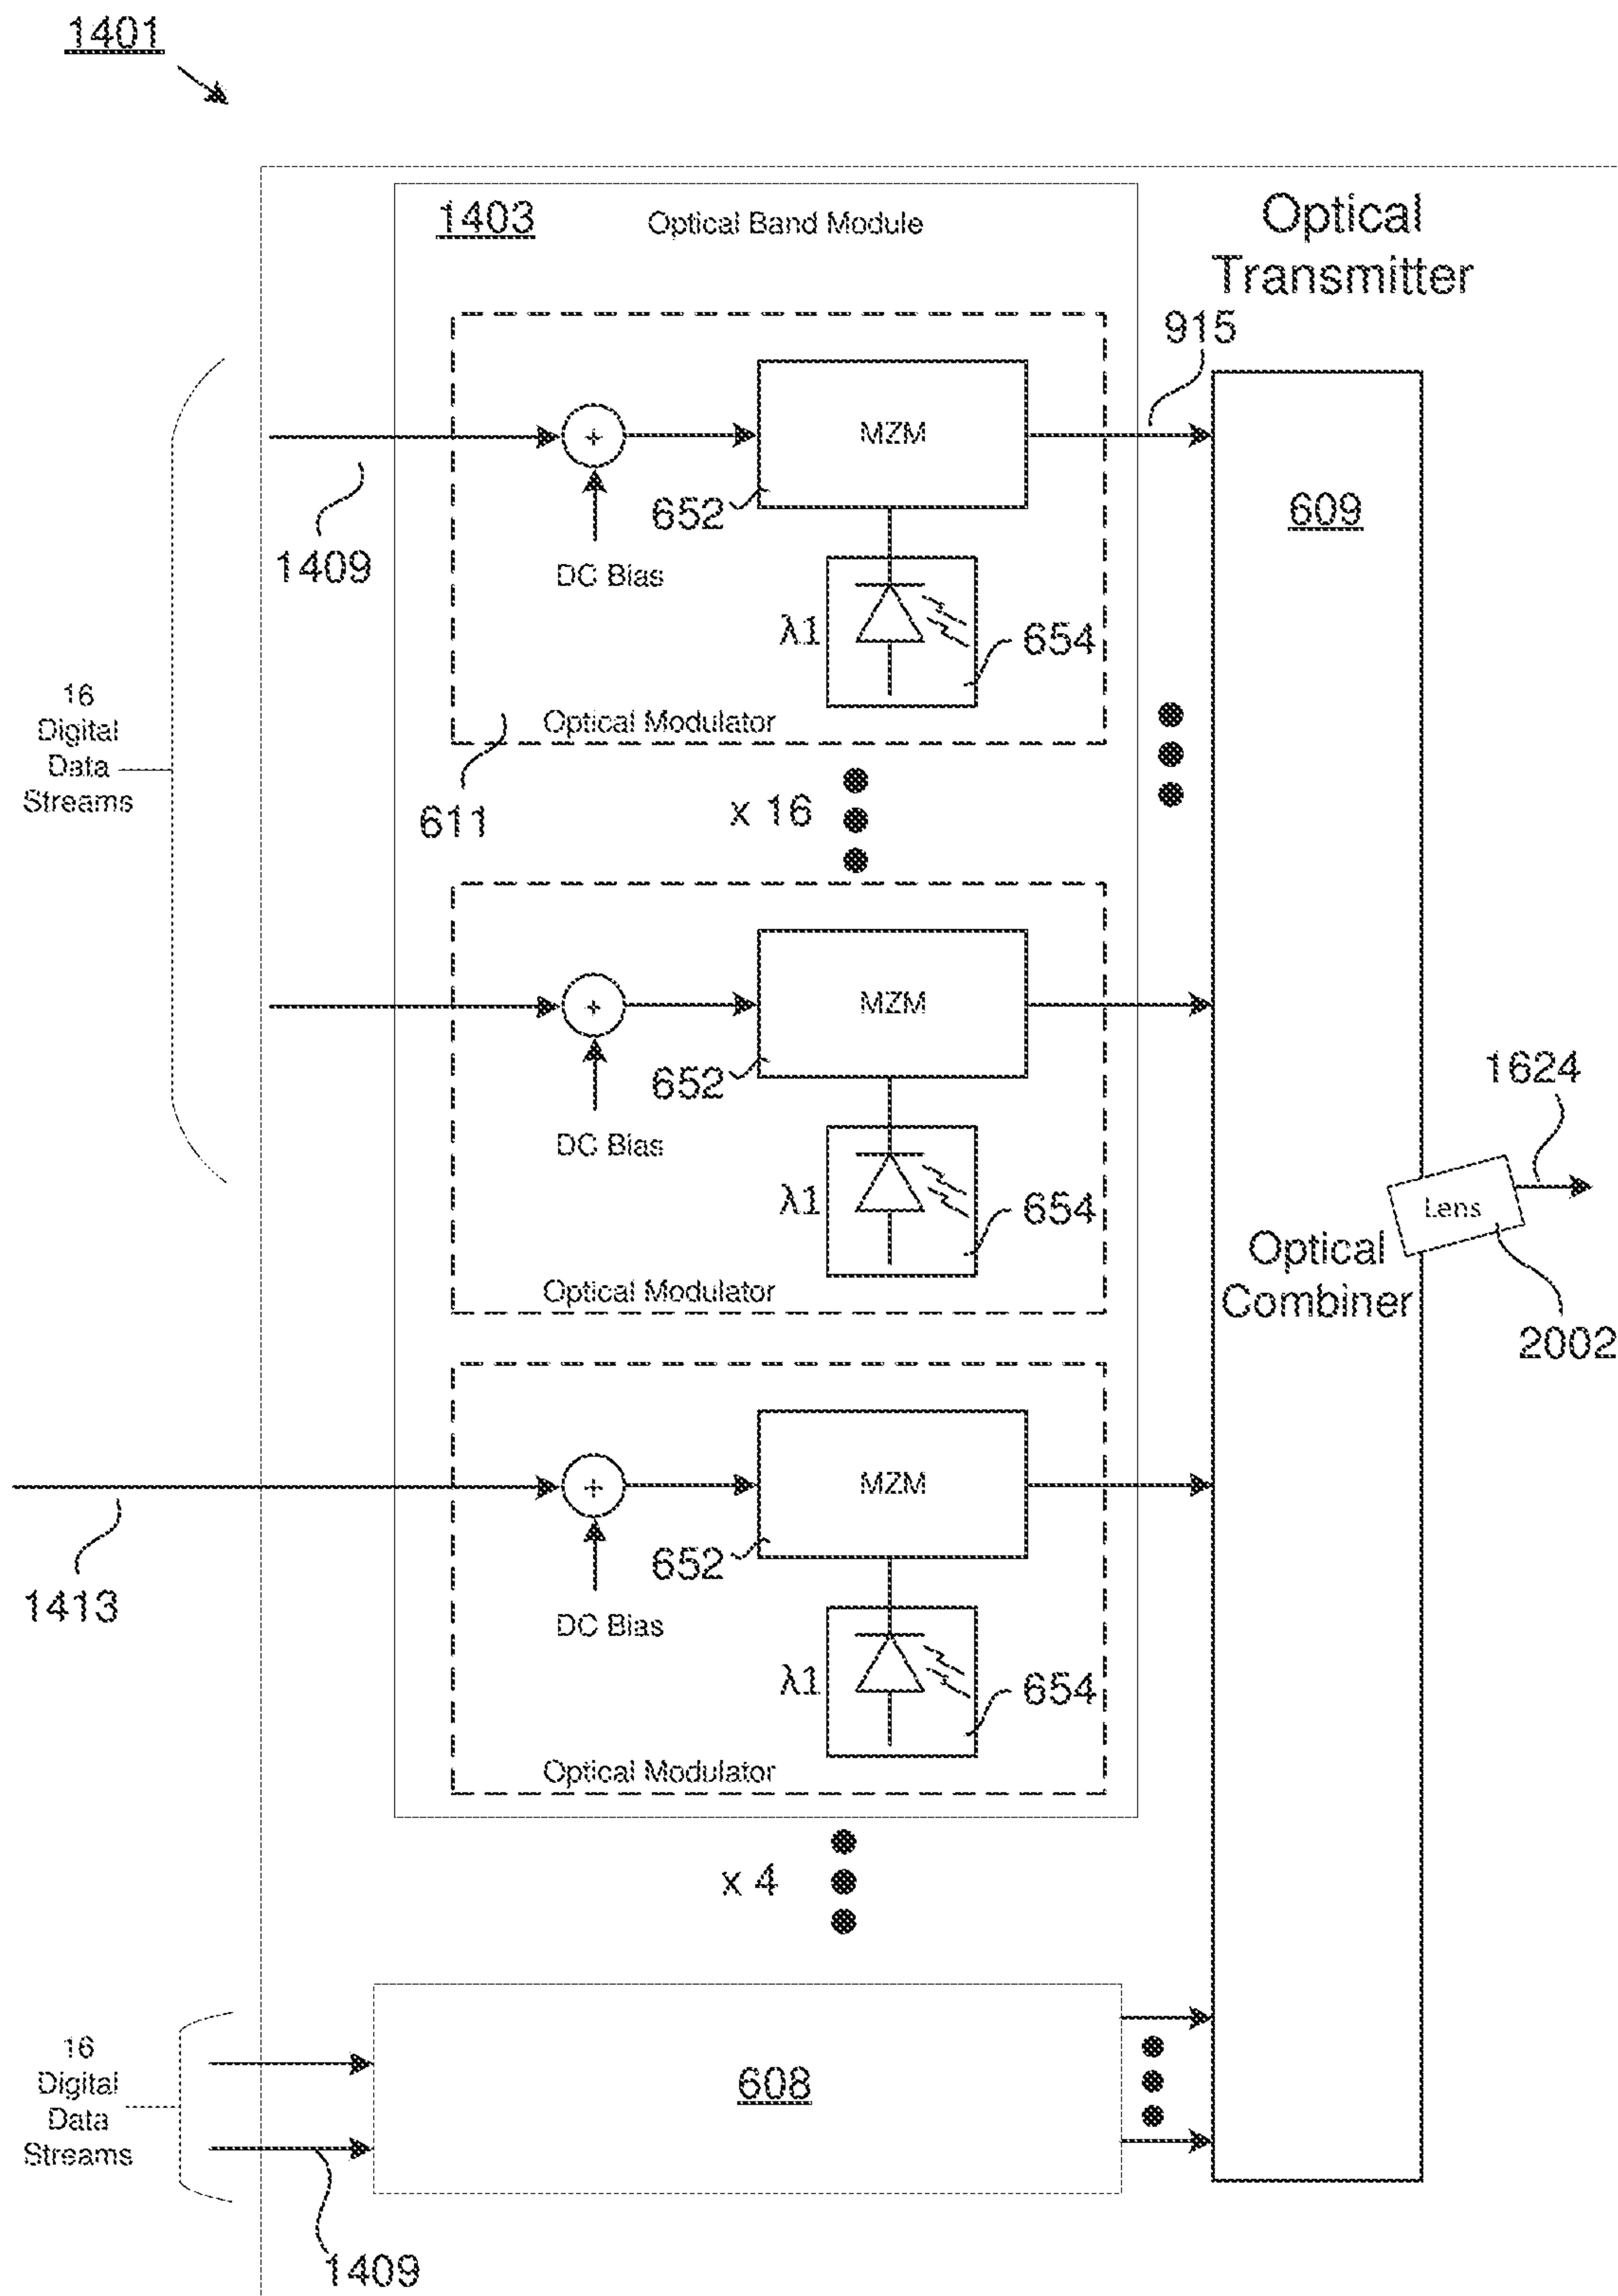 1401
1403
Optical Band Module
Optical
Transmitter
915
+
MZM
652
609
1409
DC Bias
λ1
654
Optical Modulator
611
16
Digital
Data
Streams
x 16
+
MZM
652
DC Bias
λ1
654
Optical Modulator
1624
Lens
2002
Optical
Combiner
+
MZM
652
1413
DC Bias
λ1
654
Optical Modulator
x 4
16
Digital
Data
Streams
608
1409